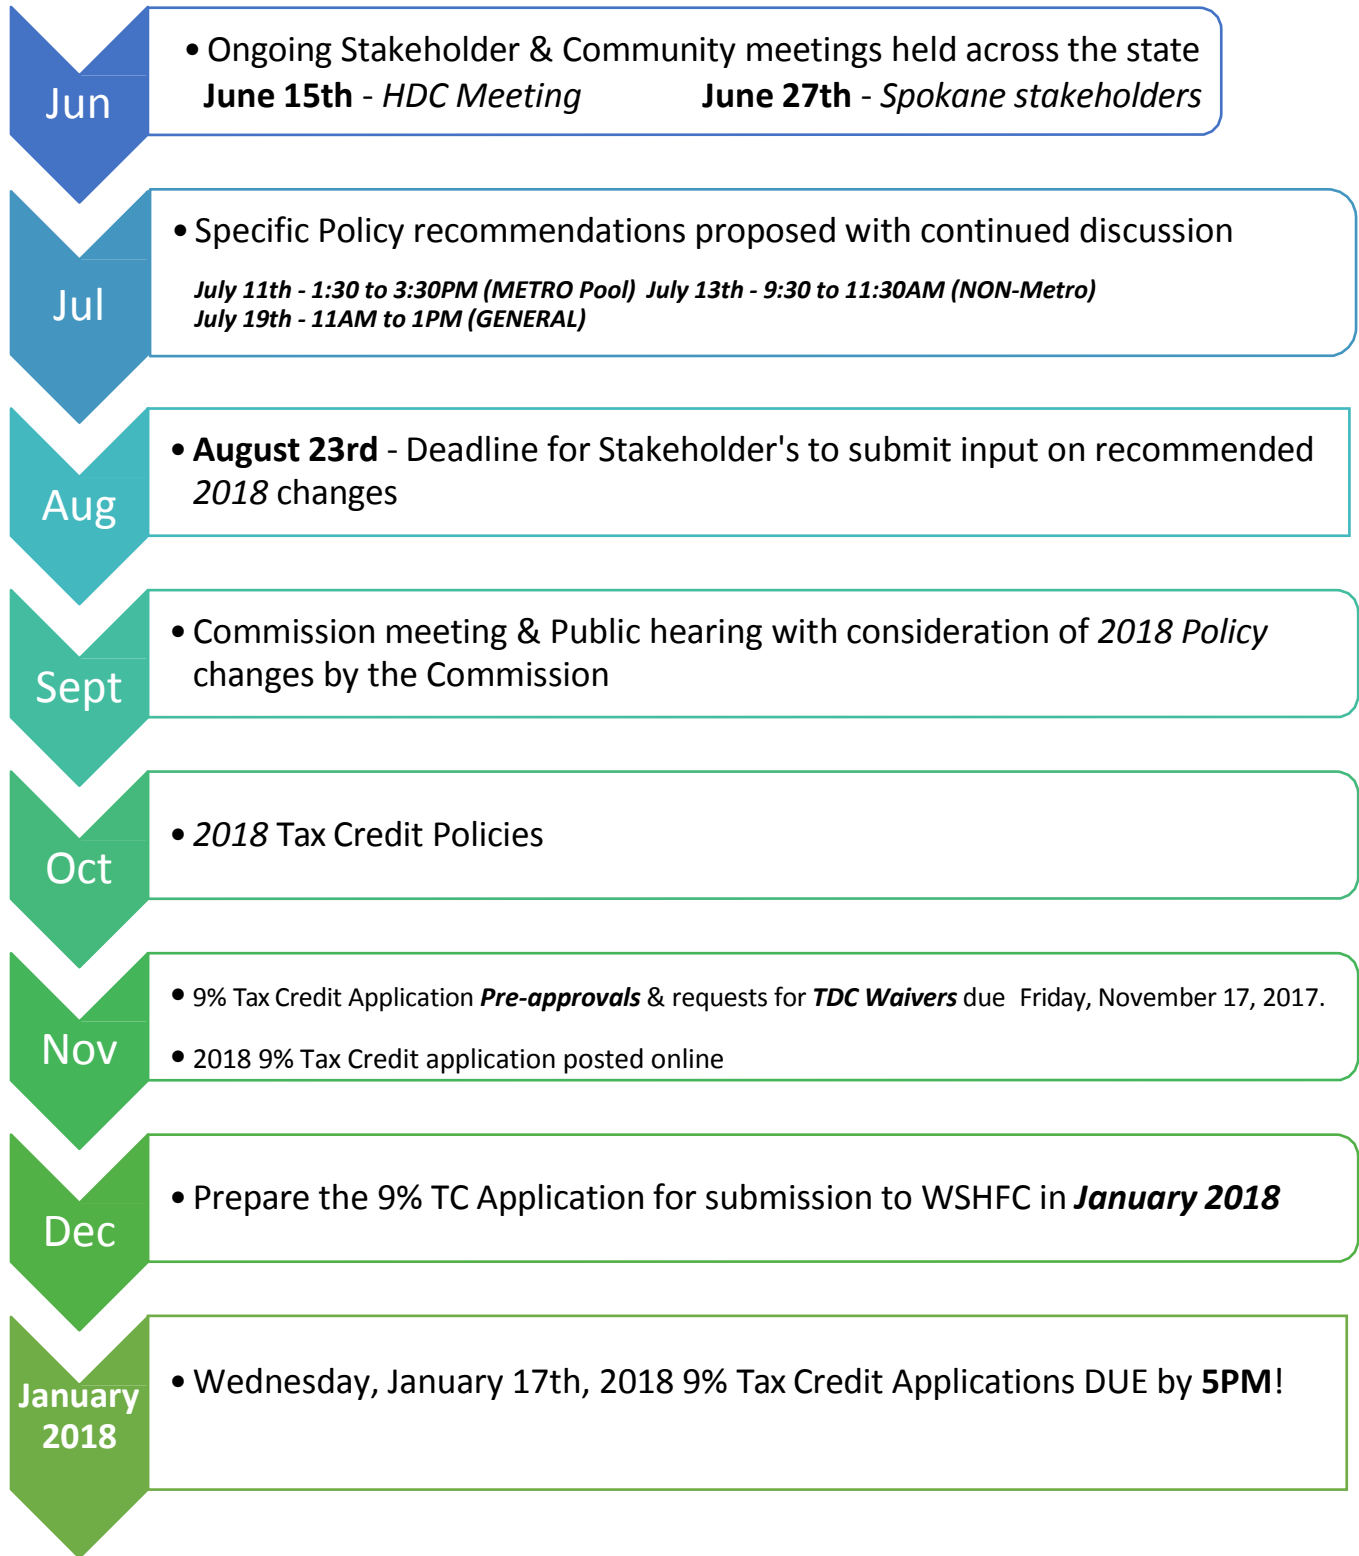 Jun
• Ongoing Stakeholder & Community meetings held across the state
June 15th - HDC Meeting June 27th - Spokane stakeholders
Jul
• Specific Policy recommendations proposed with continued discussion
July 11th - 1:30 to 3:30PM (METRO Pool) July 13th - 9:30 to 11:30AM (NON-Metro)
July 19th - 11AM to 1PM (GENERAL)
Aug
• August 23rd - Deadline for Stakeholder's to submit input on recommended
2018 changes
Sept
• Commission meeting & Public hearing with consideration of 2018 Policy
changes by the Commission
Oct
• 2018 Tax Credit Policies
Nov
• 9% Tax Credit Application Pre-approvals & requests for TDC Waivers due Friday, November 17, 2017.
• 2018 9% Tax Credit application posted online
Dec
• Prepare the 9% TC Application for submission to WSHFC in January 2018
January
2018
• Wednesday, January 17th, 2018 9% Tax Credit Applications DUE by 5PM!